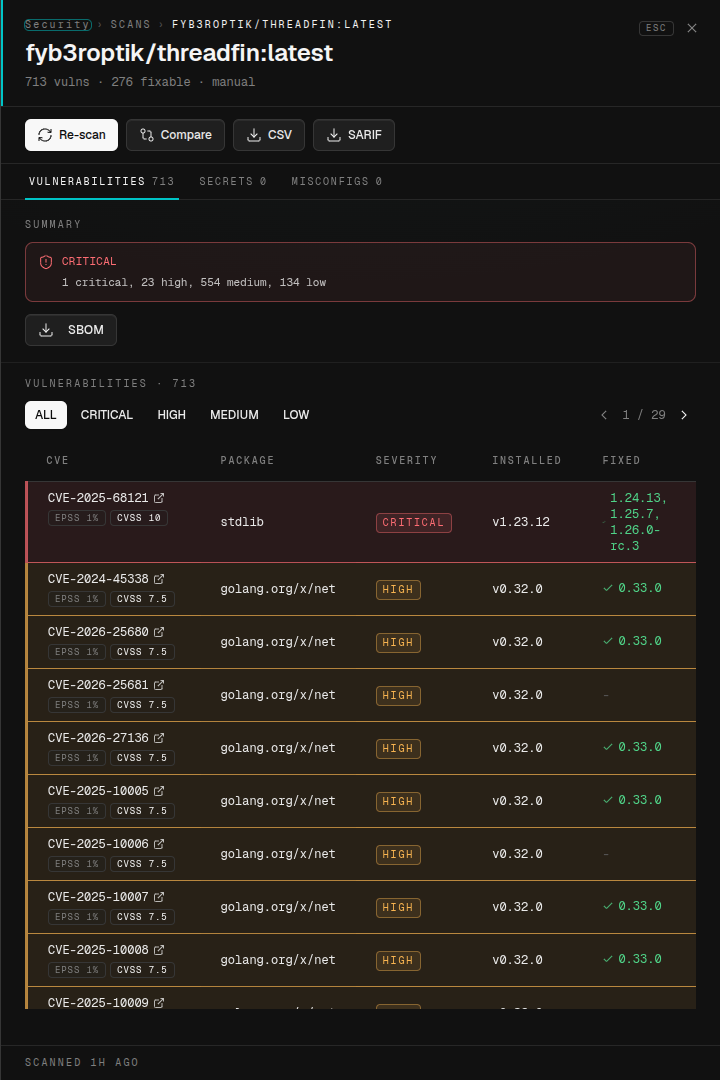 Security › SCANS › FYB3ROPTIK/THREADFIN:LATEST
ESC
fyb3roptik/threadfin:latest
713 vulns · 276 fixable · manual
Re-scan Compare CSV SARIF
VULNERABILITIES 713 SECRETS 0 MISCONFIGS 0
SUMMARY
CRITICAL
1 critical, 23 high, 554 medium, 134 low
SBOM
VULNERABILITIES · 713
ALL CRITICAL HIGH MEDIUM LOW 1 / 29
CVE PACKAGE SEVERITY INSTALLED FIXED
CVE-2025-68121
EPSS 1% CVSS 10
stdlib CRITICAL v1.23.12
1.24.13,
1.25.7,
1.26.0-
rc.3
CVE-2024-45338
EPSS 1% CVSS 7.5
golang.org/x/net HIGH v0.32.0 0.33.0
CVE-2026-25680
EPSS 1% CVSS 7.5
golang.org/x/net HIGH v0.32.0 0.33.0
CVE-2026-25681
EPSS 1% CVSS 7.5
golang.org/x/net HIGH v0.32.0 -
CVE-2026-27136
EPSS 1% CVSS 7.5
golang.org/x/net HIGH v0.32.0 0.33.0
CVE-2025-10005
EPSS 1% CVSS 7.5
golang.org/x/net HIGH v0.32.0 0.33.0
CVE-2025-10006
EPSS 1% CVSS 7.5
golang.org/x/net HIGH v0.32.0 -
CVE-2025-10007
EPSS 1% CVSS 7.5
golang.org/x/net HIGH v0.32.0 0.33.0
CVE-2025-10008
EPSS 1% CVSS 7.5
golang.org/x/net HIGH v0.32.0 0.33.0
CVE-2025-10009
SCANNED 1H AGO